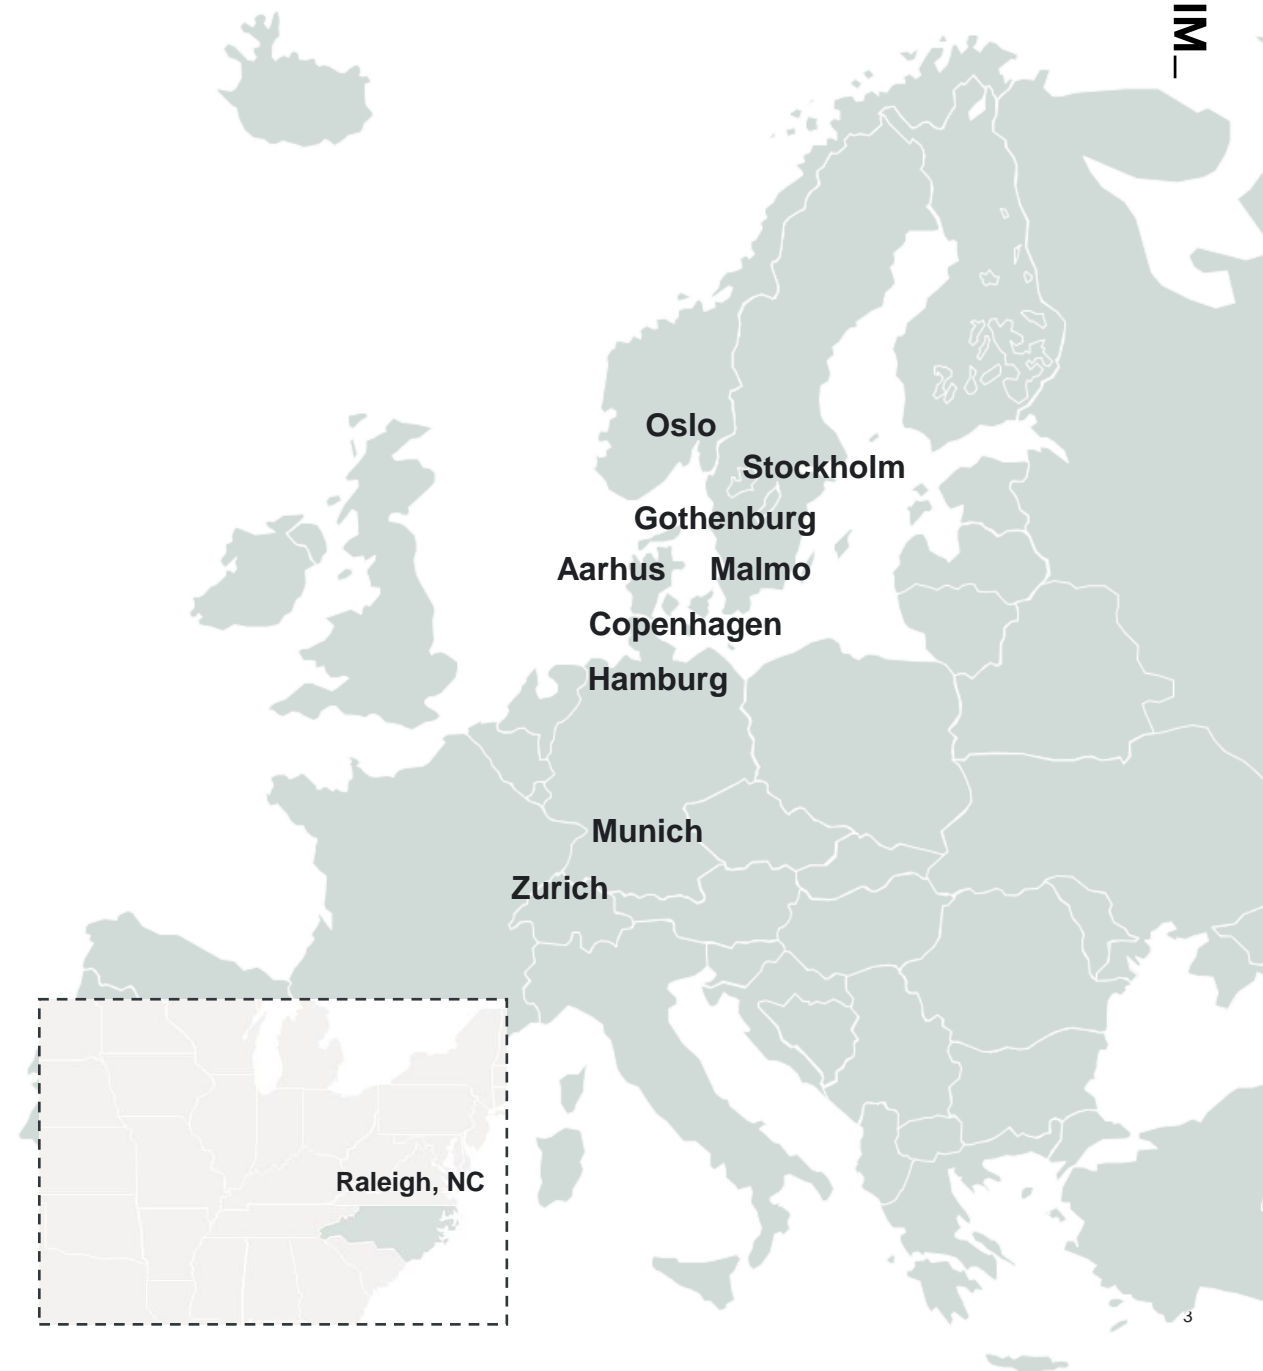 IM_
Oslo
Stockholm
Gothenburg
Aarhus Malmo
Copenhagen
Hamburg
Munich
Zurich
Raleigh, NC
3